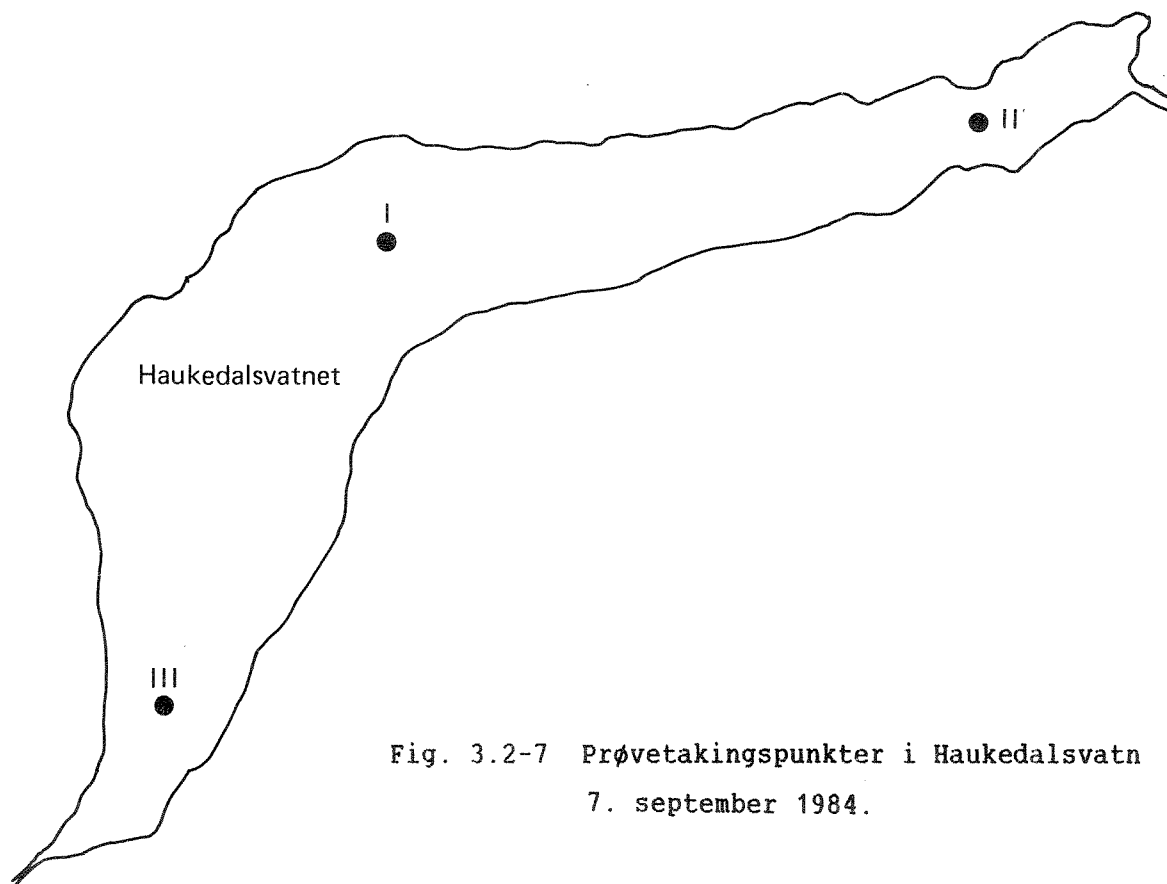 II
I
Haukedalsvatnet
III
Fig. 3.2-7 Prøvetakingspunkter i Haukedalsvatn
7. september 1984.